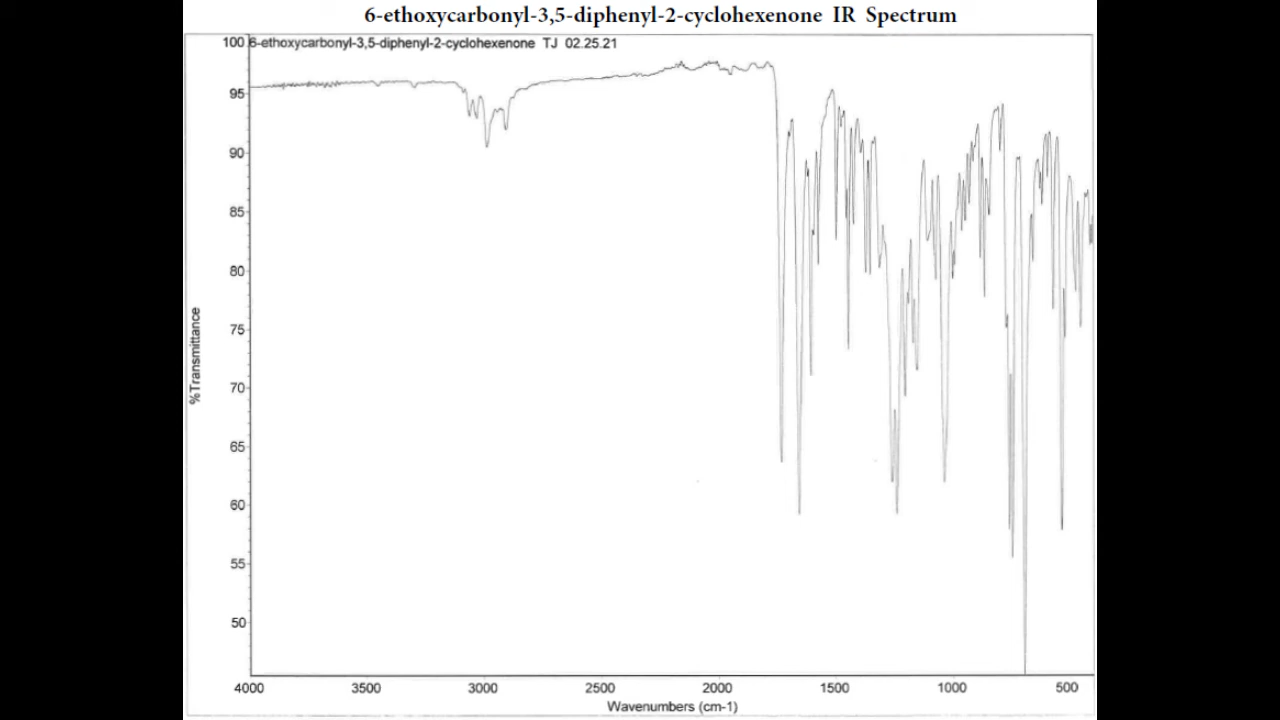 6-ethoxycarbonyl-3,5-diphenyl-2-cyclohexenone IR Spectrum
100 6-ethoxycarbonyl-3,5-diphenyl-2-cyclohexenone TJ 02.25.21
95
90
85
80
75
70
65
60
55
50
%Transmittance
4000 3500 3000 2500 2000 1500 1000 500
Wavenumbers (cm-1)